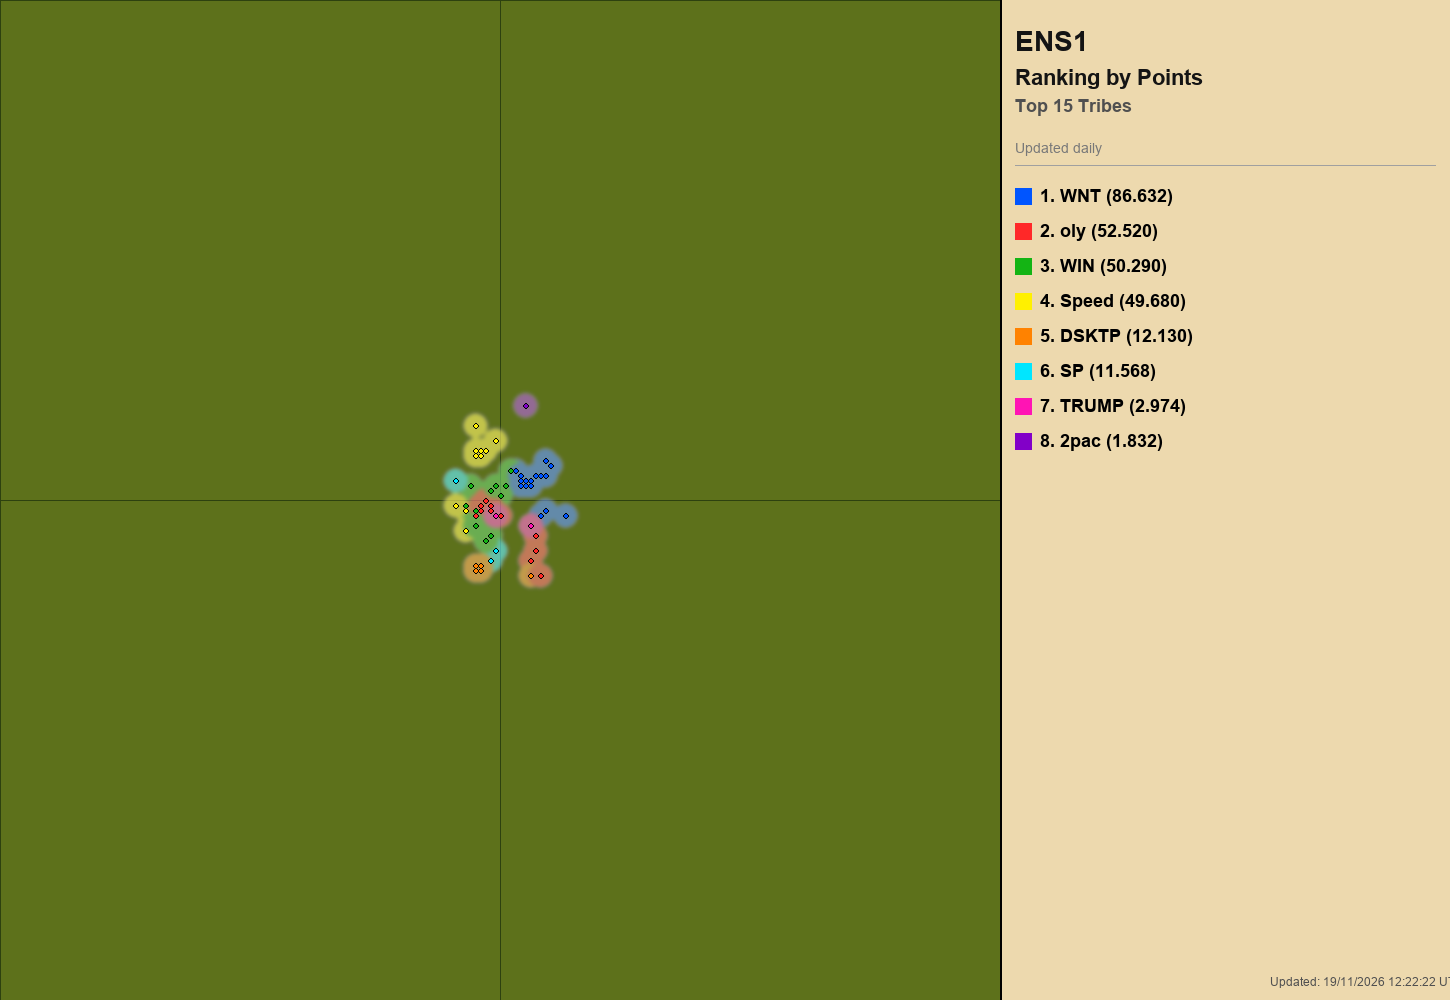 ENS1
Ranking by Points
Top 15 Tribes
Updated daily
1. WNT (86.632)
2. oly (52.520)
3. WIN (50.290)
4. Speed (49.680)
5. DSKTP (12.130)
6. SP (11.568)
7. TRUMP (2.974)
8. 2pac (1.832)
Updated: 19/11/2026 12:22:22